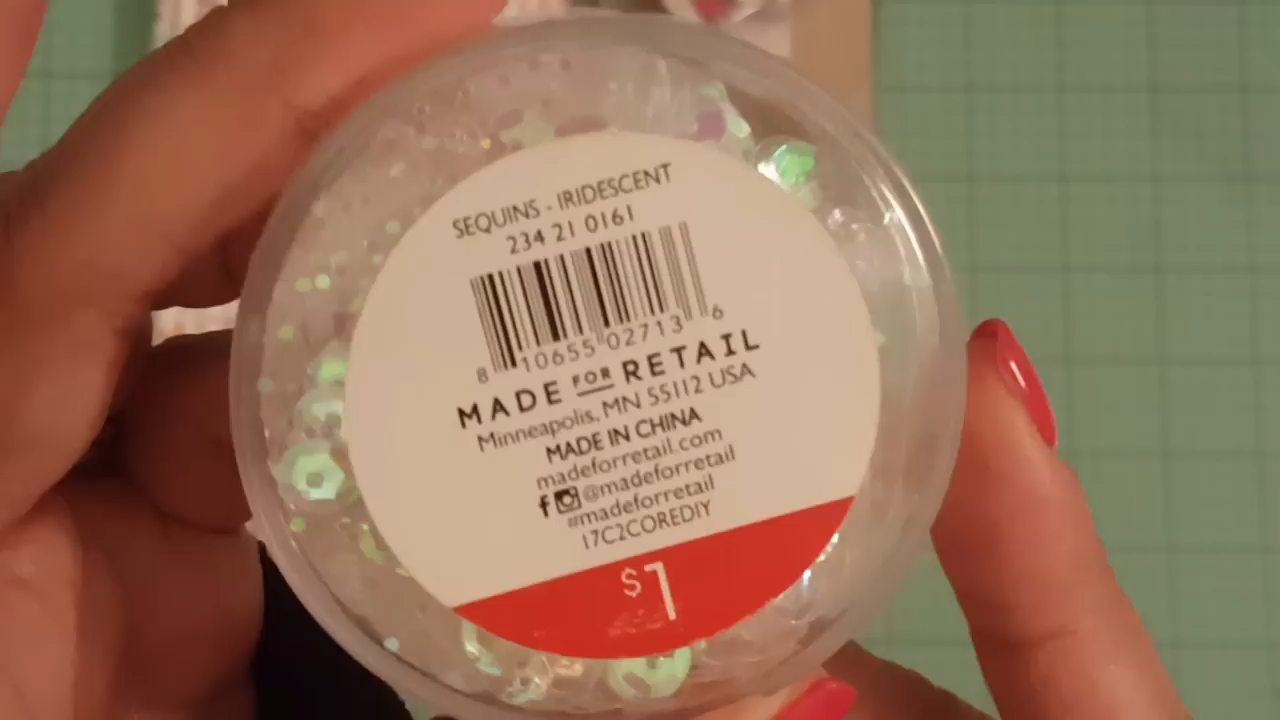 SEQUINS - IRIDESCENT
234 21 0161
8 10655 02713 6
MADE FOR RETAIL
Minneapolis, MN 55112 USA
MADE IN CHINA
madeforretail.com
@madeforretail
#madeforretail
17C2COREDIY
$1